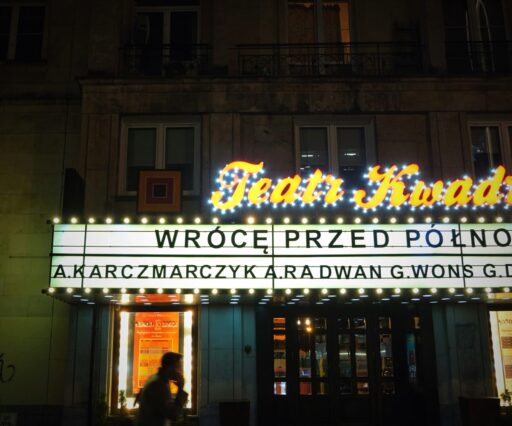 Teatr Kwadr
WRÓCĘ PRZED PÓŁNO
A.KARCZMARCZYK A.RADWAN G.WONS G.D